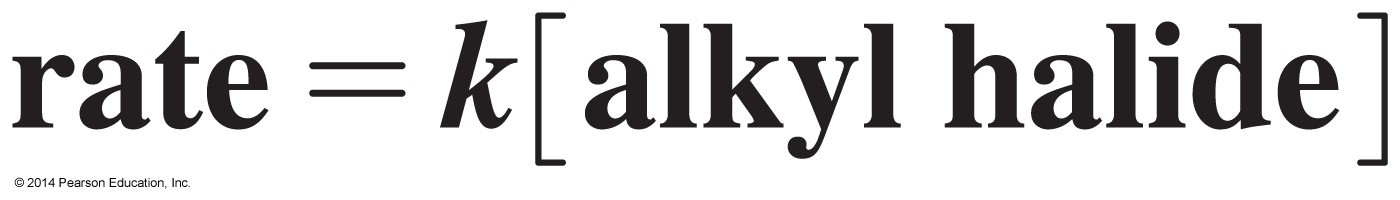 rate = k[alkyl halide]
© 2014 Pearson Education, Inc.